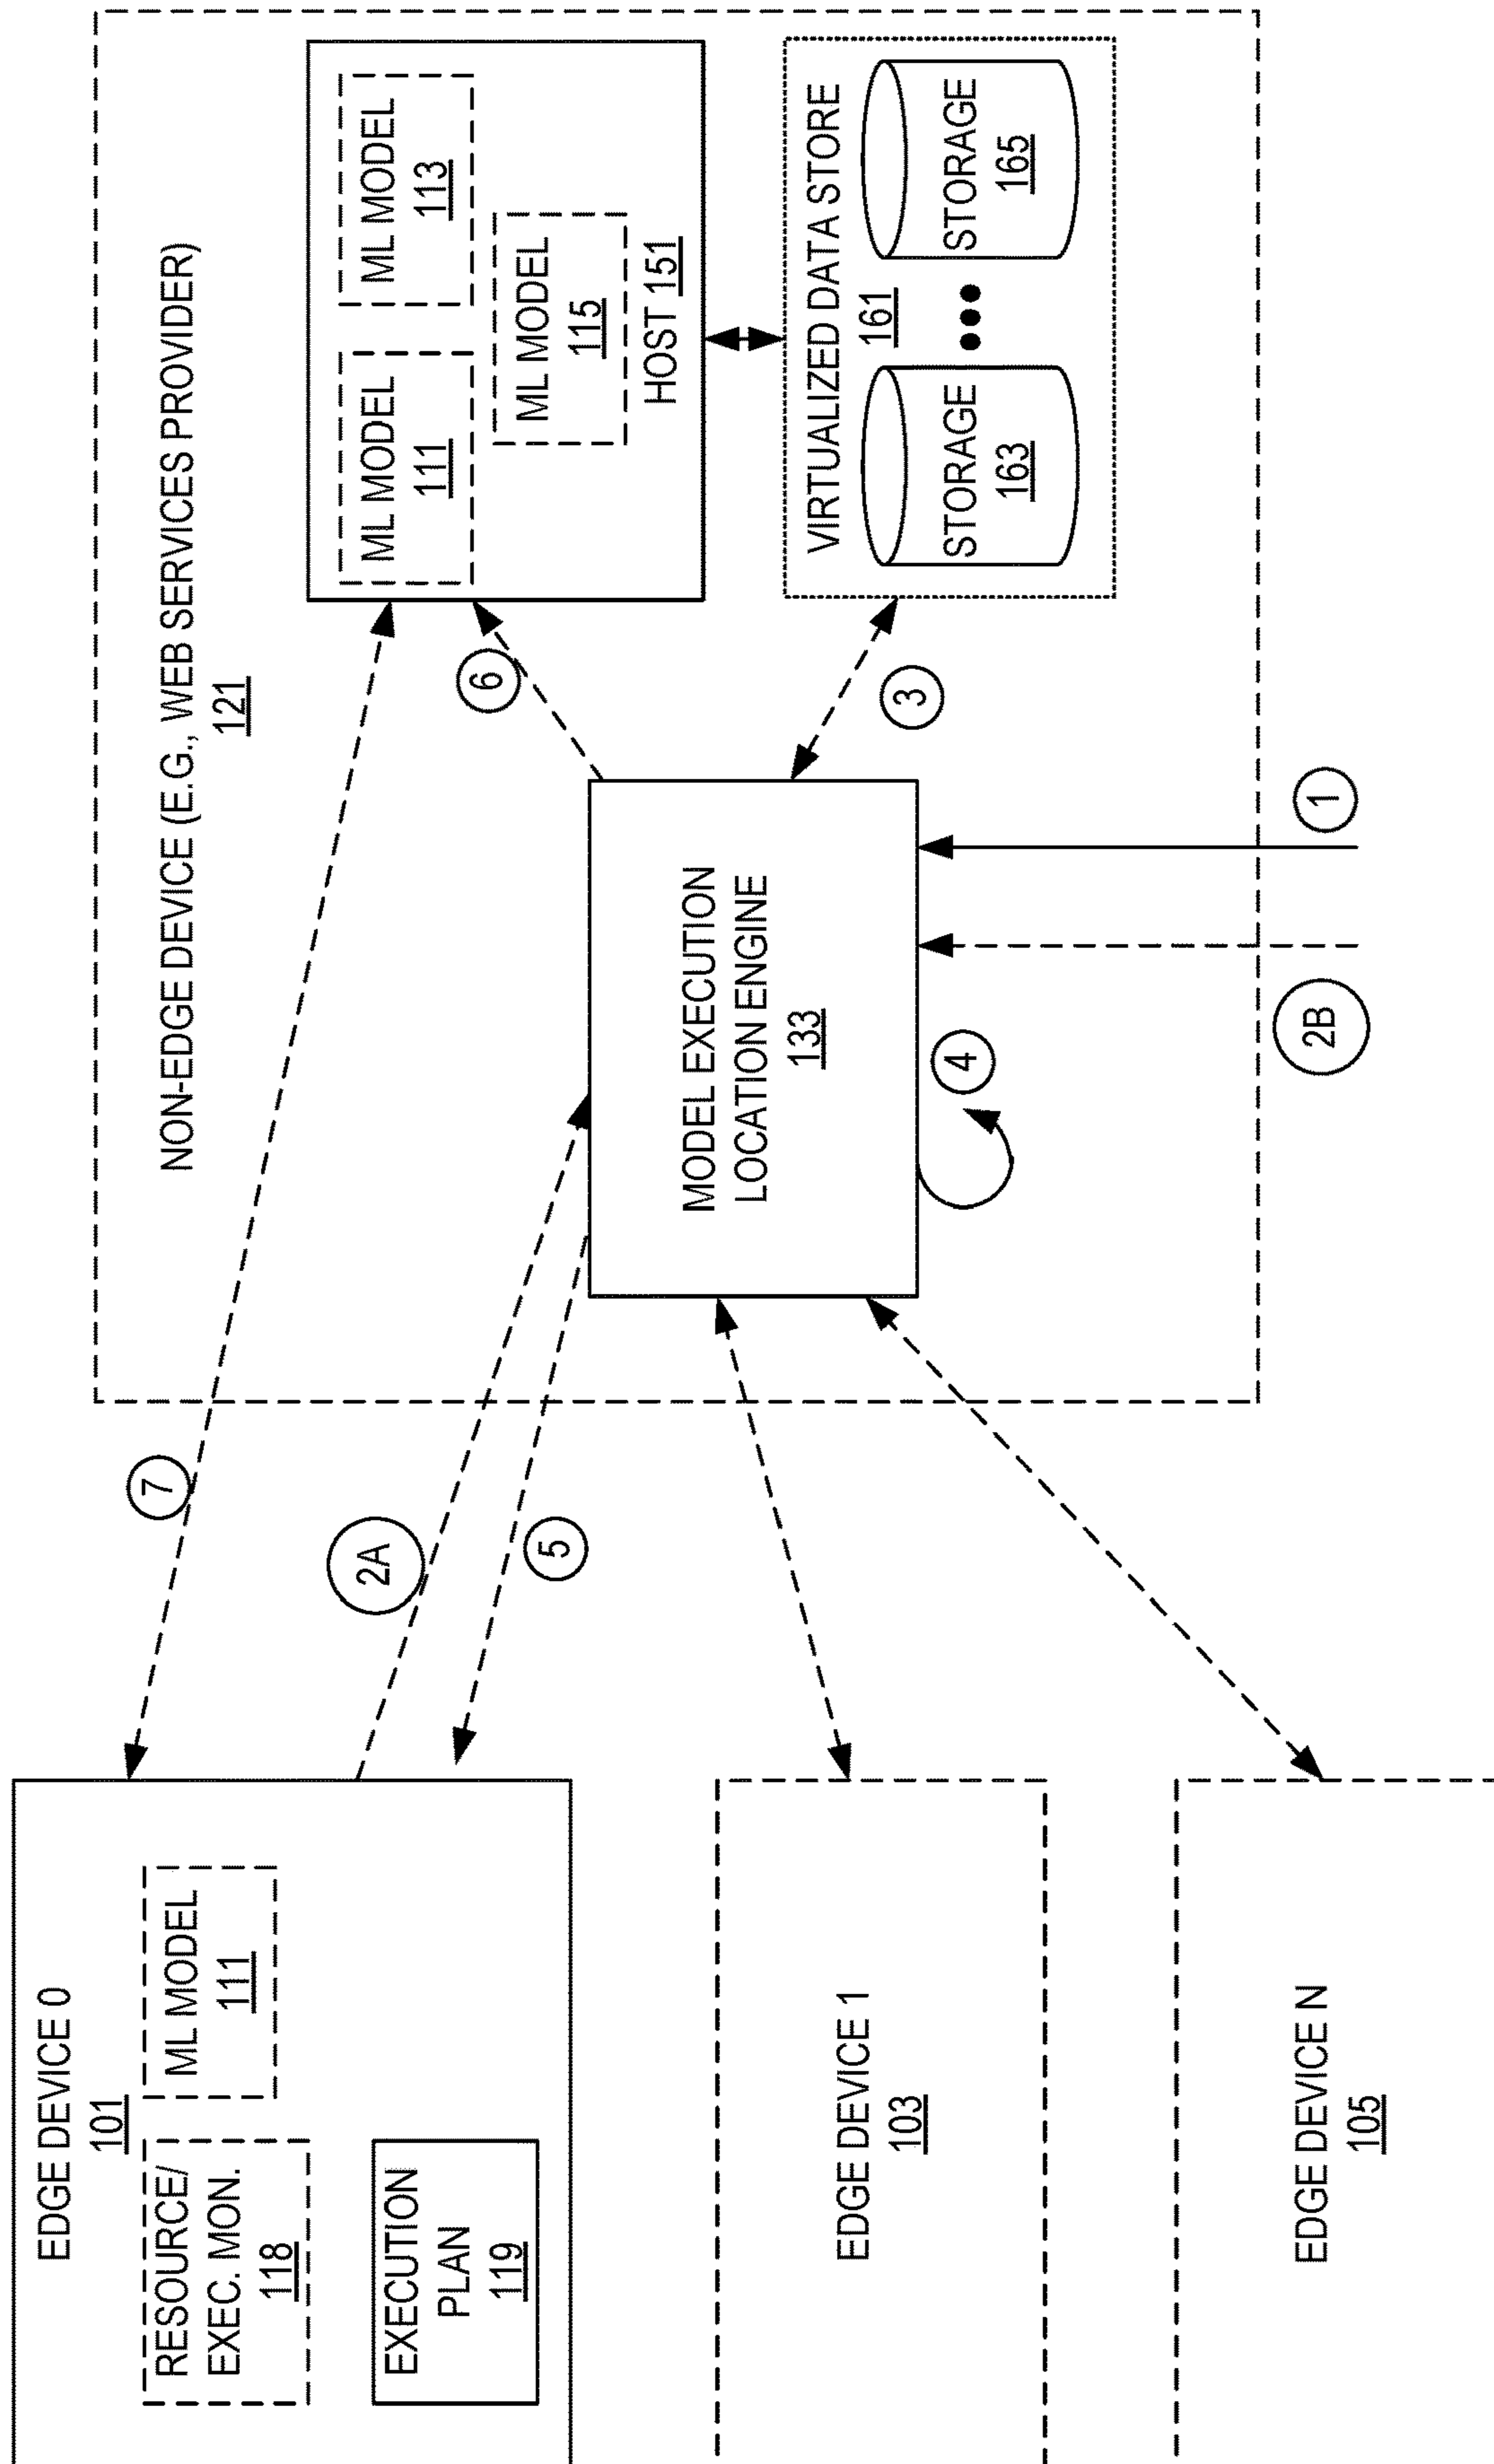 EDGE DEVICE 0
101
RESOURCE/
EXEC. MON.
118
ML MODEL
111
EXECUTION
PLAN
119
EDGE DEVICE 1
103
EDGE DEVICE N
105
7
2A
5
NON-EDGE DEVICE (E.G., WEB SERVICES PROVIDER)
121
MODEL EXECUTION
LOCATION ENGINE
133
4
6
3
2B
1
ML MODEL
111
ML MODEL
113
ML MODEL
115
HOST 151
VIRTUALIZED DATA STORE
161
STORAGE
163
STORAGE
165